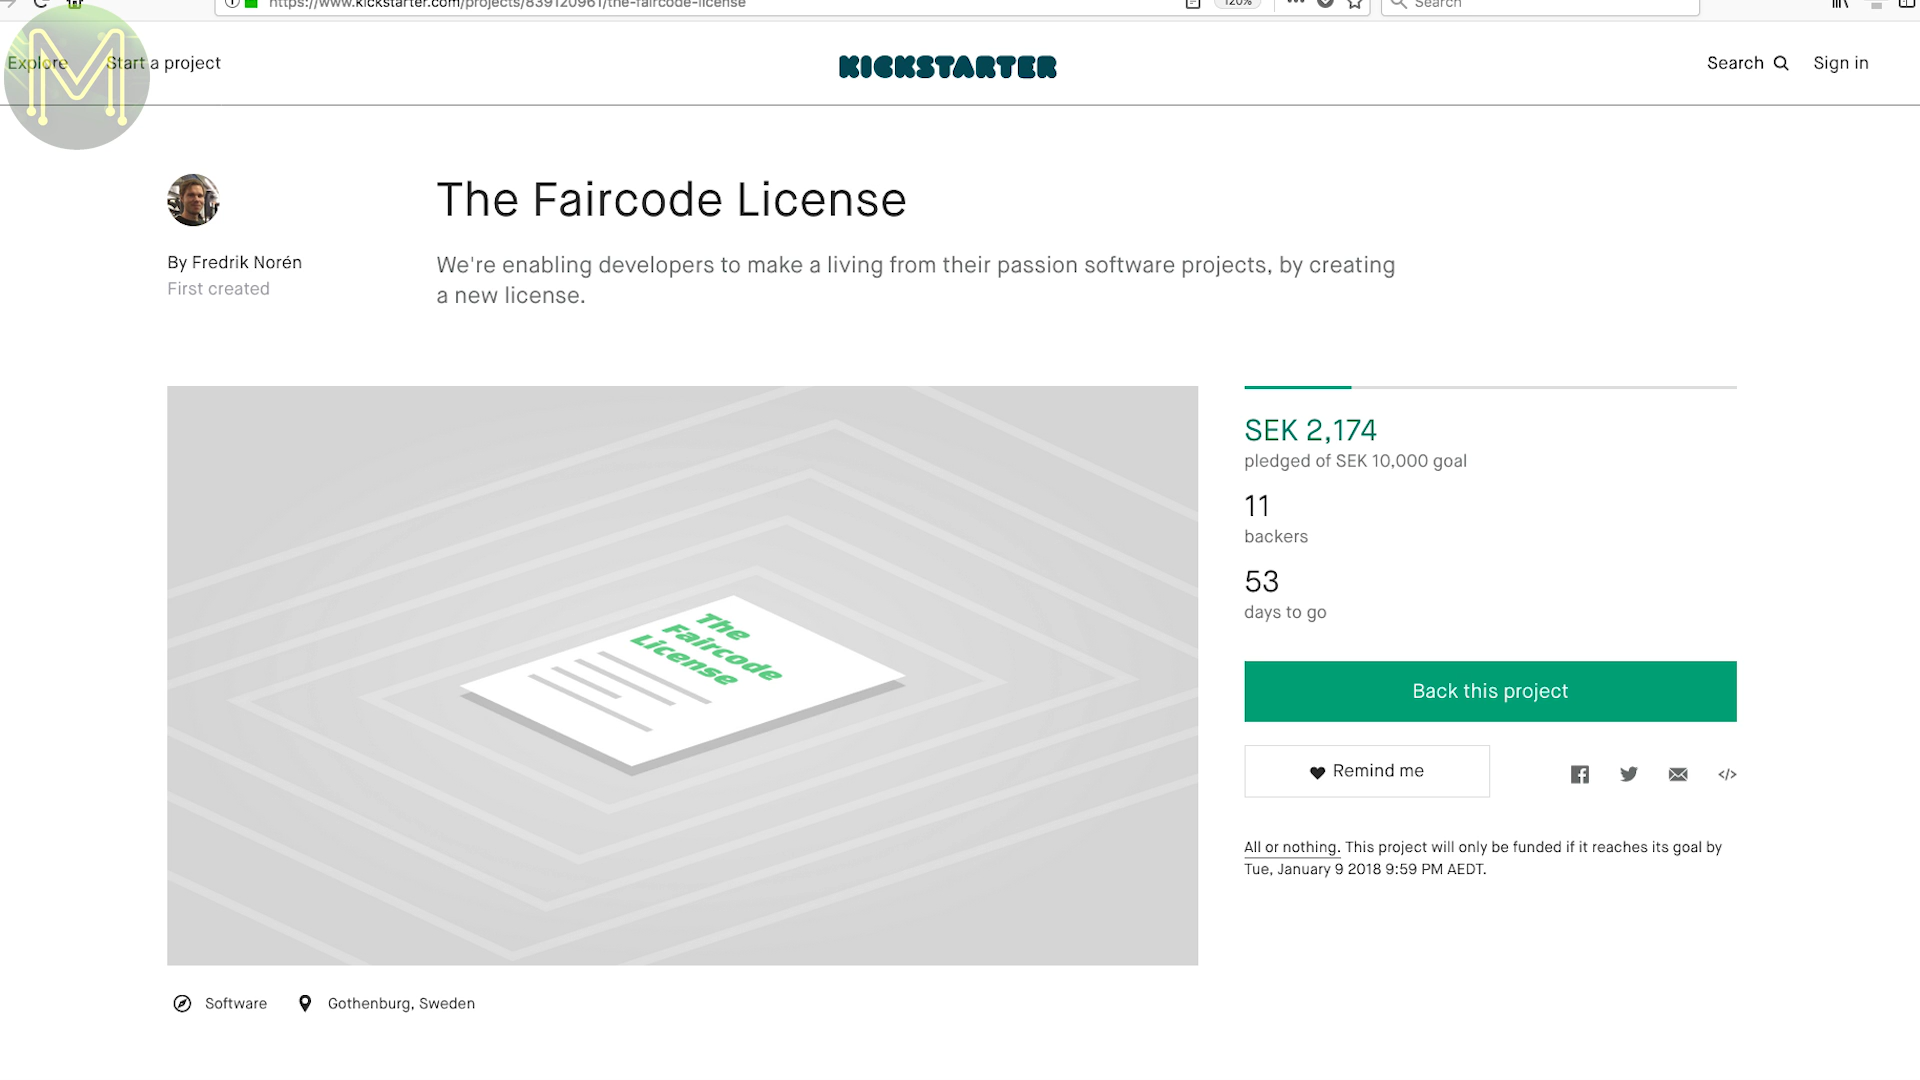 https://www.kickstarter.com/projects/839120961/the-faircode-license
120%
Search
Explore
Start a project
KICKSTARTER
Search
Sign in
M
The Faircode License
By Fredrik Norén
First created
We're enabling developers to make a living from their passion software projects, by creating
a new license.
The
Faircode
License
SEK 2,174
pledged of SEK 10,000 goal
11
backers
53
days to go
Back this project
Remind me
All or nothing. This project will only be funded if it reaches its goal by
Tue, January 9 2018 9:59 PM AEDT.
Software
Gothenburg, Sweden